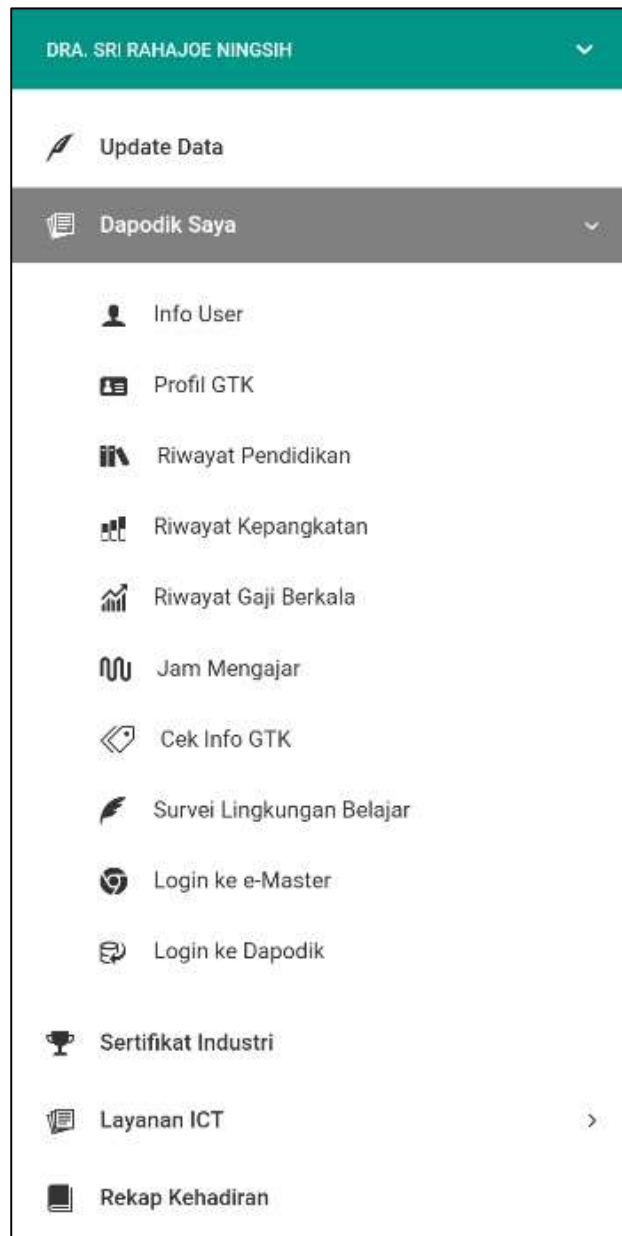 DRA. SRI RAHAJOE NINGSIH
Update Data
Dapodik Saya
Info User
Profil GTK
Riwayat Pendidikan
Riwayat Kepangkatan
Riwayat Gaji Berkala
Jam Mengajar
Cek Info GTK
Survei Lingkungan Belajar
Login ke e-Master
Login ke Dapodik
Sertifikat Industri
Layanan ICT
Rekap Kehadiran